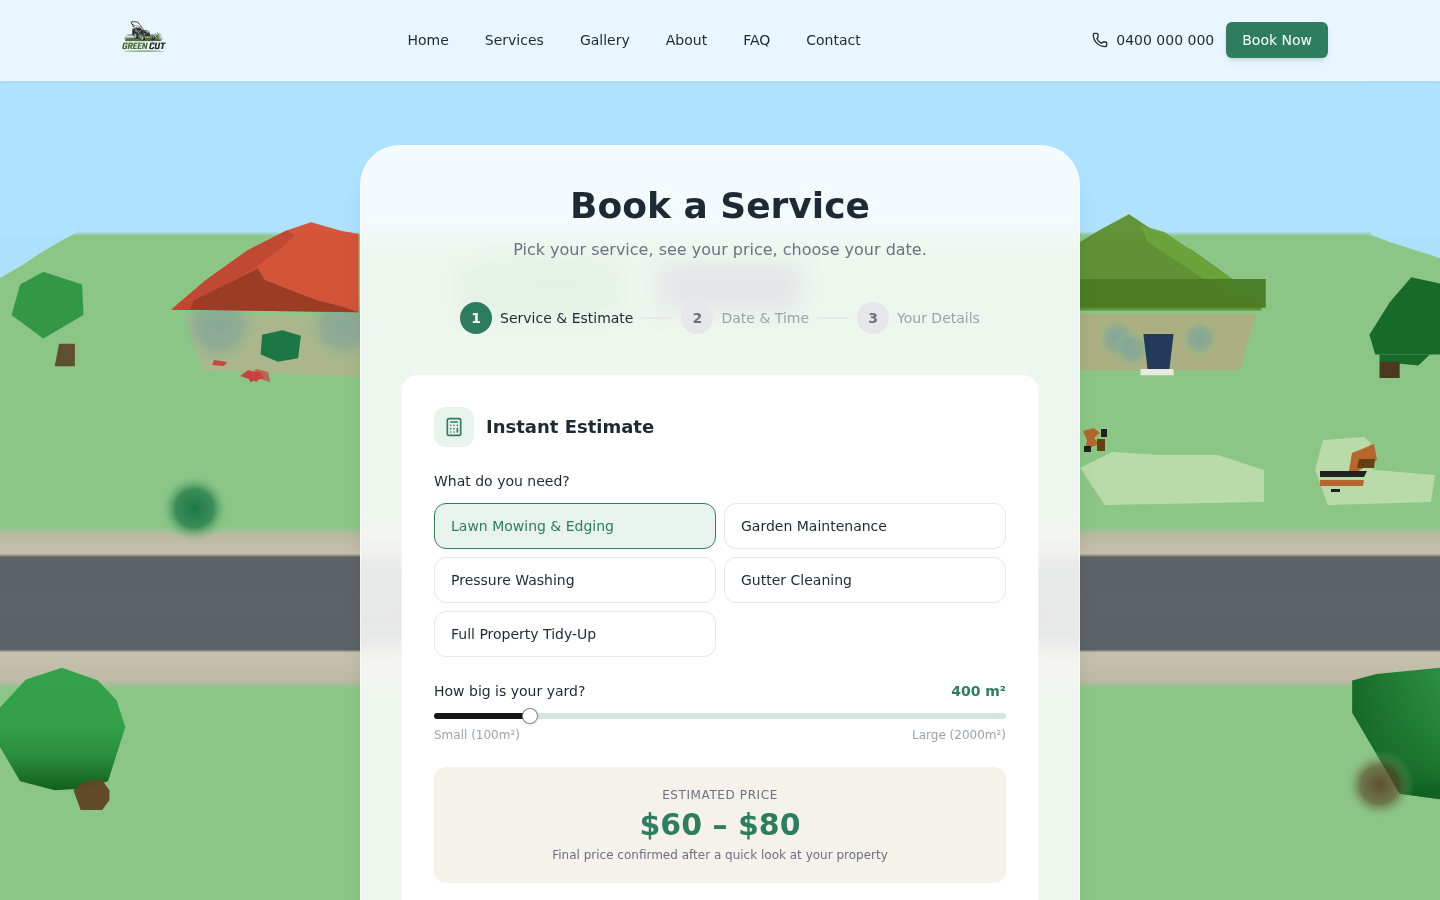 GREEN CUT
Home
Services
Gallery
About
FAQ
Contact
0400 000 000
Book Now
Book a Service
Pick your service, see your price, choose your date.
1 Service & Estimate
2 Date & Time
3 Your Details
Instant Estimate
What do you need?
Lawn Mowing & Edging
Garden Maintenance
Pressure Washing
Gutter Cleaning
Full Property Tidy-Up
How big is your yard?
400 m²
Small (100m²)
Large (2000m²)
ESTIMATED PRICE
$60 – $80
Final price confirmed after a quick look at your property